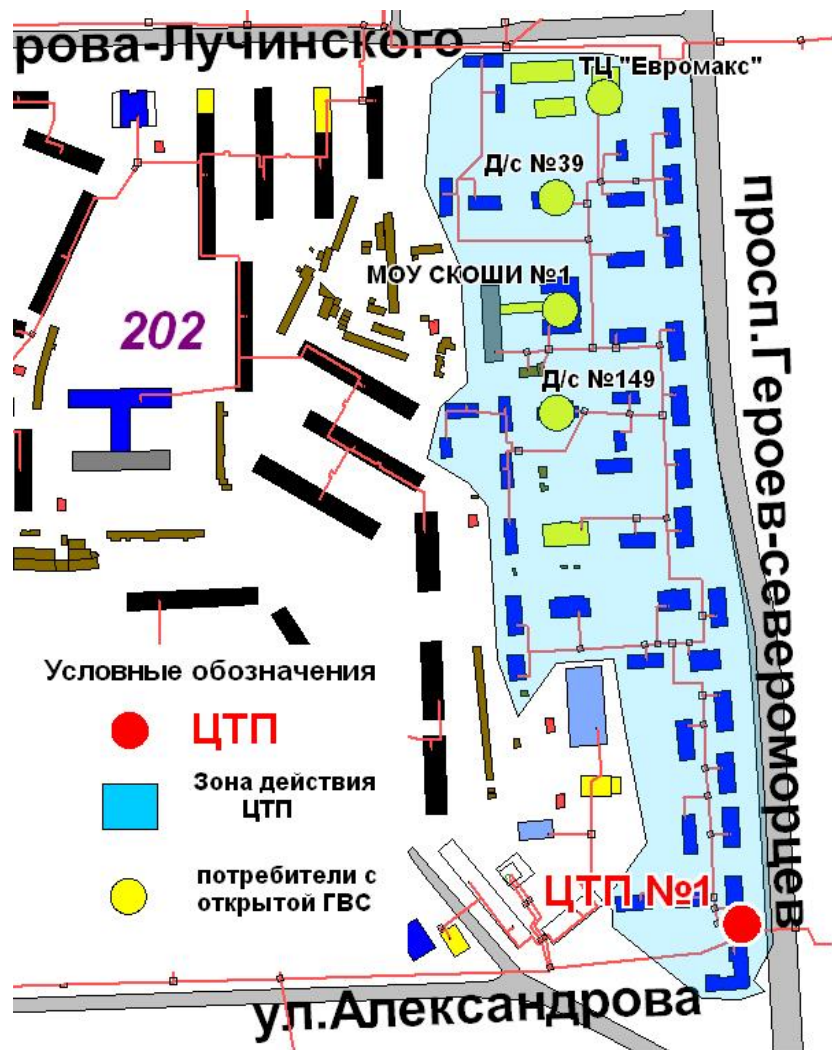 рова-Лучинского
ТЦ "Евромакс"
Д/с №39
просп.Героев-североморцев
МОУ СКОШИ №1
202
Д/с №149
Условные обозначения
ЦТП
Зона действия
ЦТП
потребители с
открытой ГВС
ЦТП №1
ул.Александрова